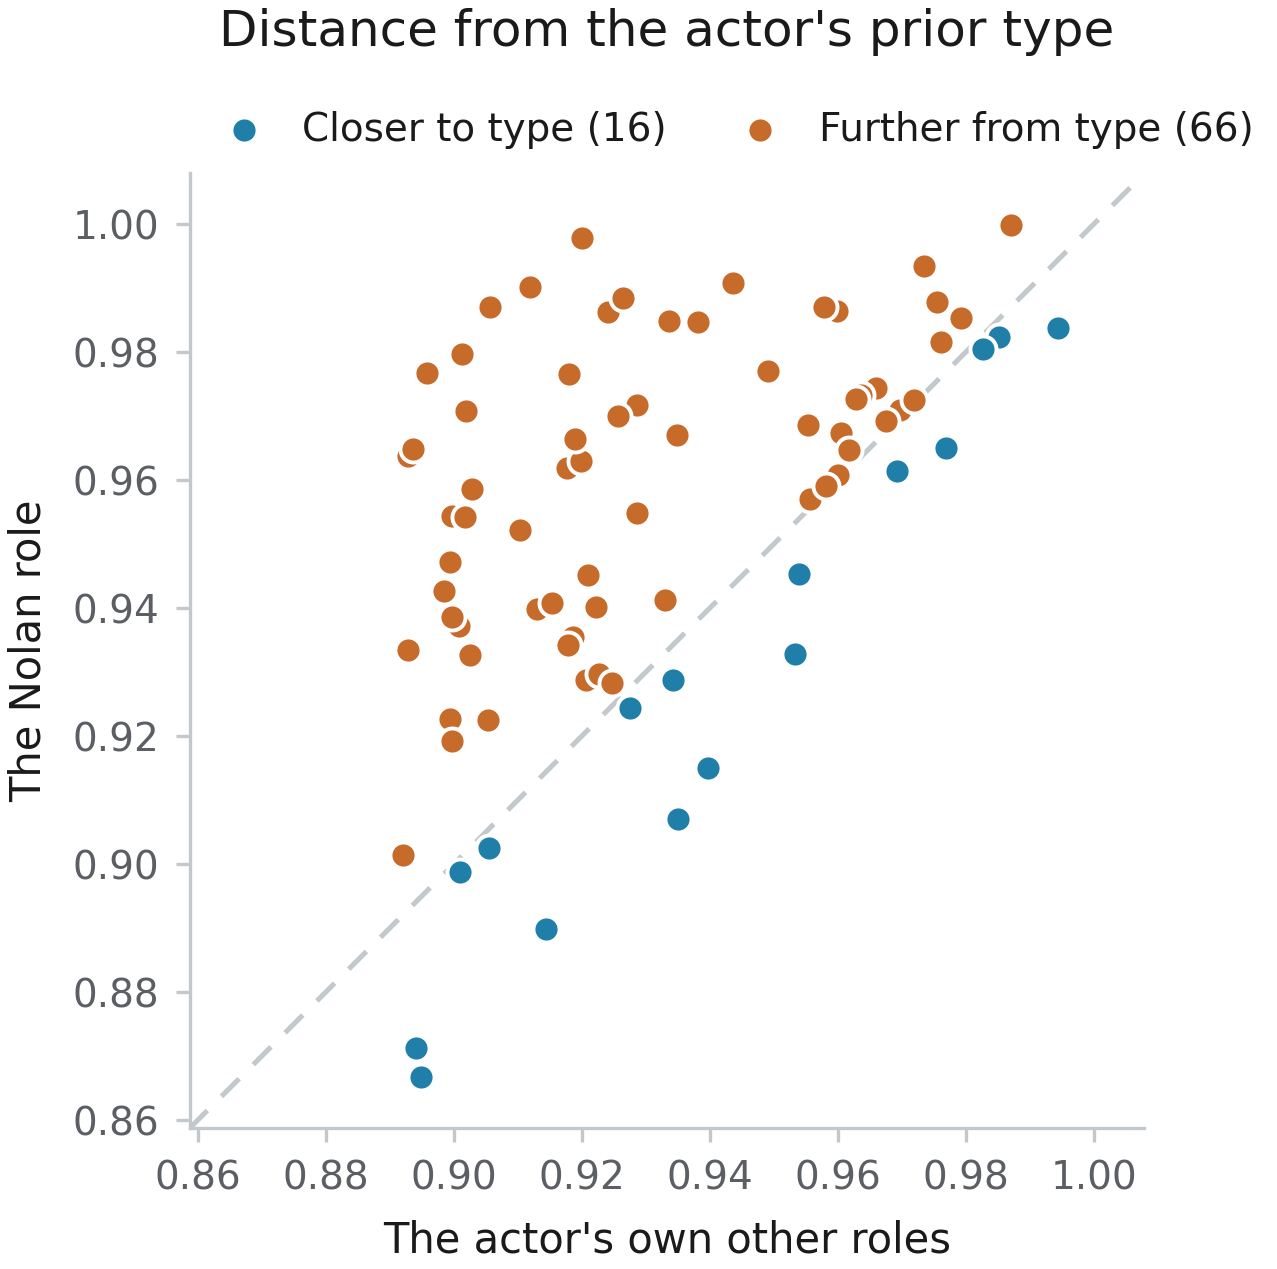 Distance from the actor's prior type
Closer to type (16)
Further from type (66)
The Nolan role
1.00
0.98
0.96
0.94
0.92
0.90
0.88
0.86
0.86 0.88 0.90 0.92 0.94 0.96 0.98 1.00
The actor's own other roles